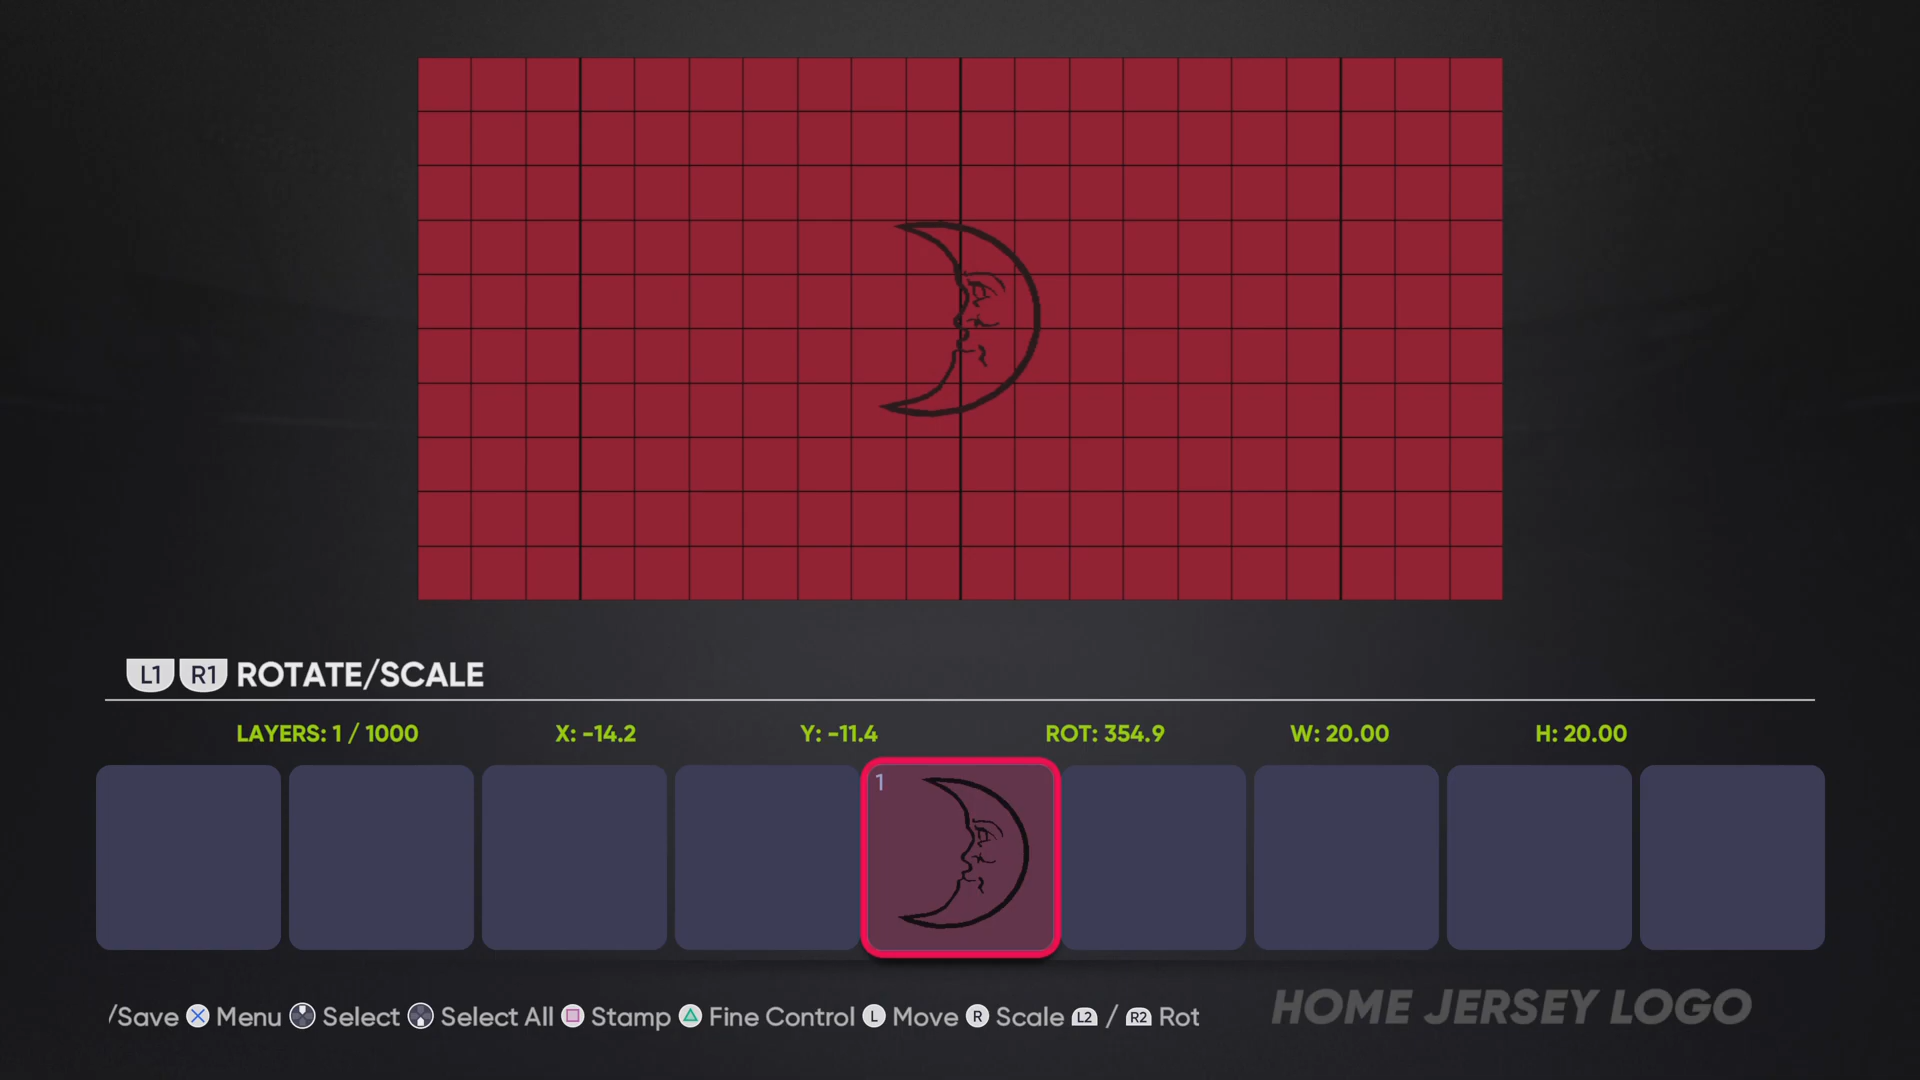 L1 R1 ROTATE/SCALE
LAYERS: 1 / 1000 X: -14.2 Y: -11.4 ROT: 354.9 W: 20.00 H: 20.00
1
/Save Menu Select Select All Stamp Fine Control L Move R Scale L2 / R2 Rot
HOME JERSEY LOGO